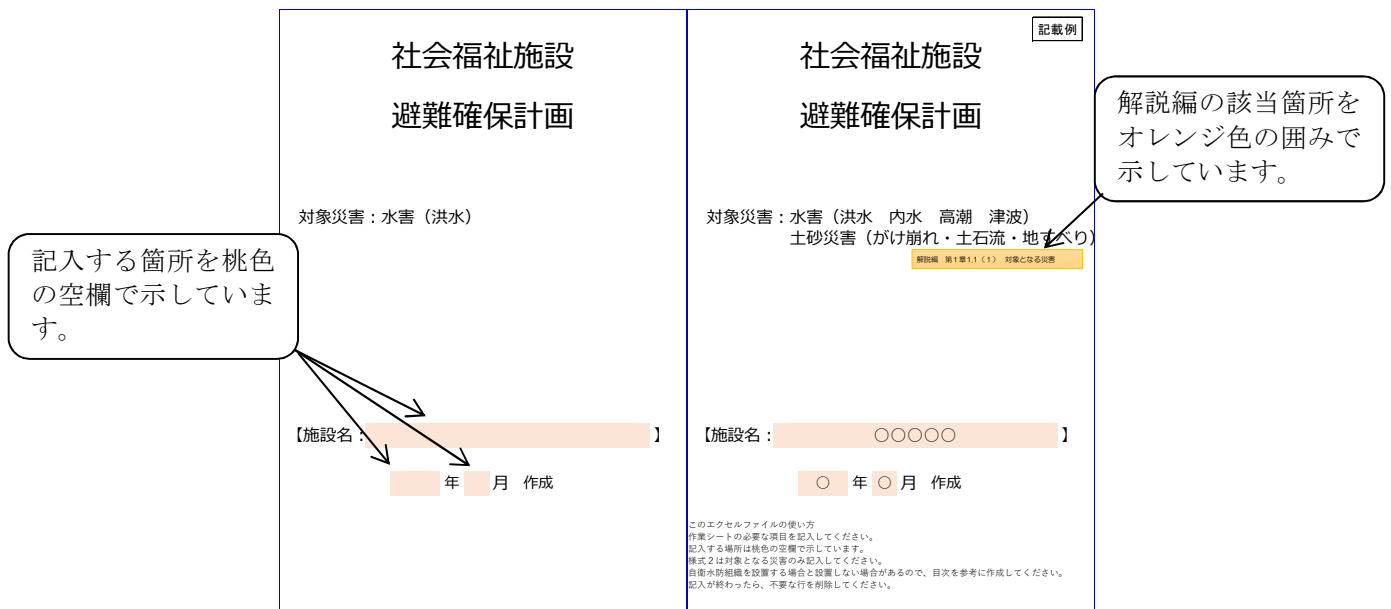 社会福祉施設
避難確保計画
対象災害：水害（洪水）
【施設名： 】
年 月 作成
記入する箇所を桃色
の空欄で示していま
す。
記載例
社会福祉施設
避難確保計画
対象災害：水害（洪水 内水 高潮 津波）
土砂災害（がけ崩れ・土石流・地すべり）
解説編 第１章1.1（１） 対象となる災害
【施設名： ○○○○○ 】
○ 年 ○ 月 作成
このエクセルファイルの使い方
作業シートの必要な項目を記入してください。
記入する場所は桃色の空欄で示しています。
様式２は対象となる災害のみ記入してください。
自衛水防組織を設置する場合と設置しない場合があるので、目次を参考に作成してください。
記入が終わったら、不要な行を削除してください。
解説編の該当箇所を
オレンジ色の囲みで
示しています。